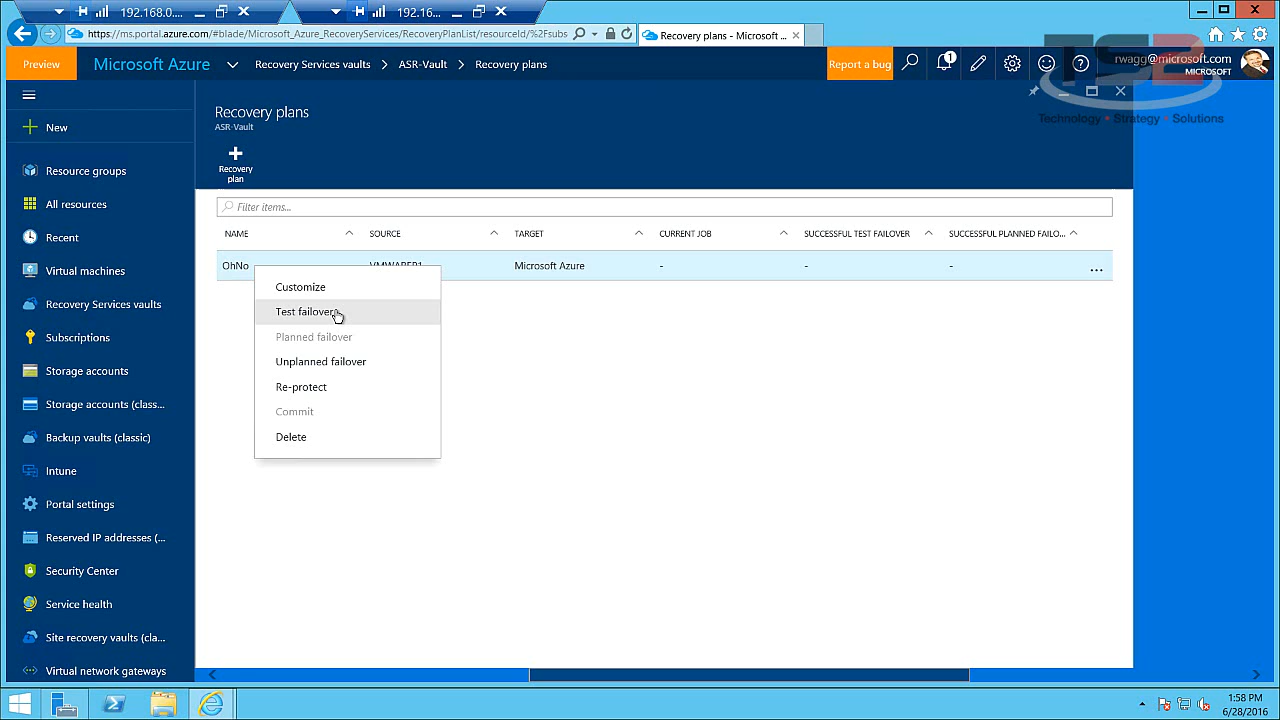 192.168.0...
192.16...
https://ms.portal.azure.com/#blade/Microsoft_Azure_RecoveryServices/RecoveryPlanList/resourceId/%2Fsubs
Recovery plans - Microsoft ...
Preview
Microsoft Azure
Recovery Services vaults
ASR-Vault
Recovery plans
Report a bug
1
rwagg@microsoft.com
MICROSOFT
TS2
Technology • Strategy • Solutions
New
Resource groups
All resources
Recent
Virtual machines
Recovery Services vaults
Subscriptions
Storage accounts
Storage accounts (class...
Backup vaults (classic)
Intune
Portal settings
Reserved IP addresses (...
Security Center
Service health
Site recovery vaults (cla...
Virtual network gateways
Recovery plans
ASR-Vault
Recovery
plan
Filter items...
NAME SOURCE TARGET CURRENT JOB SUCCESSFUL TEST FAILOVER SUCCESSFUL PLANNED FAILO...
OhNo Microsoft Azure - - - ...
Customize
Test failover
Planned failover
Unplanned failover
Re-protect
Commit
Delete
1:58 PM
6/28/2016